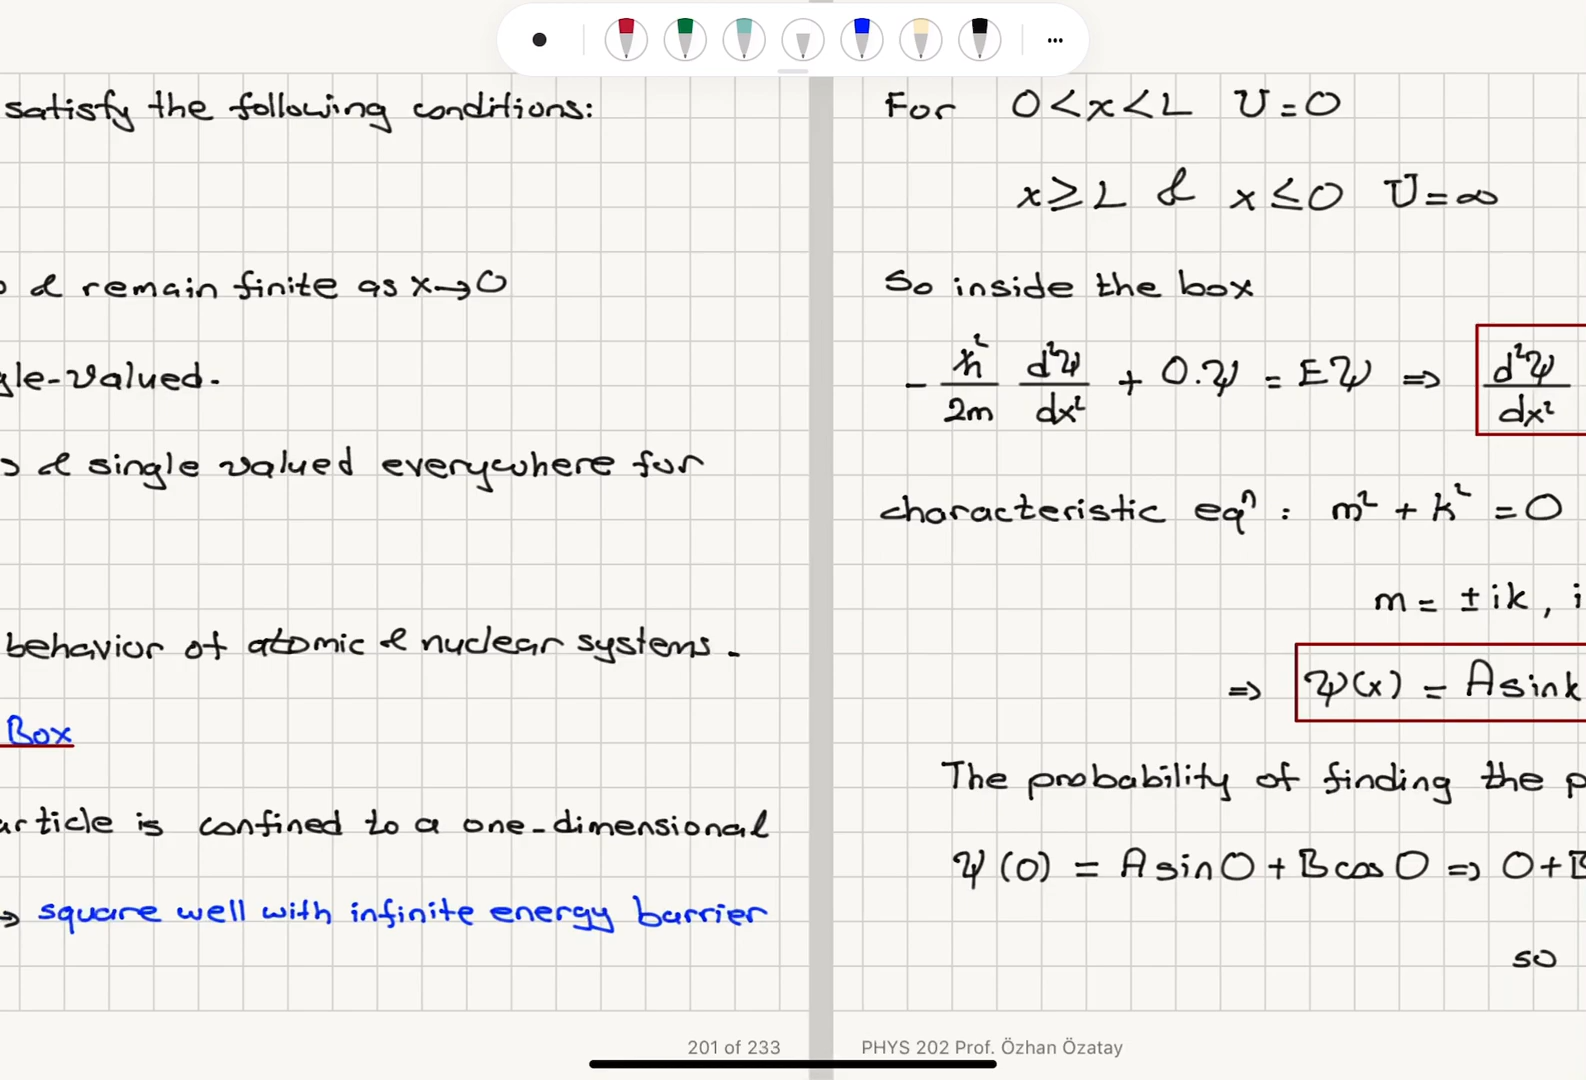 satisfy the following conditions:
& remain finite as x→0
gle-valued.
& single valued everywhere for
behavior of atomic & nuclear systems.
Box
article is confined to a one-dimensional
→ square well with infinite energy barrier
201 of 233
For 0<x<L U=0
x≥L & x≤0 U=∞
So inside the box
-ħ²/2m d²ψ/dx² + 0.ψ = Eψ ⇒ d²ψ/dx²
characteristic eqⁿ : m² + k² = 0
m = ±ik, i
⇒ ψ(x) = Asink
The probability of finding the p
ψ(0) = Asin0 + Bcos0 ⇒ 0+B
so
PHYS 202 Prof. Özhan Özatay